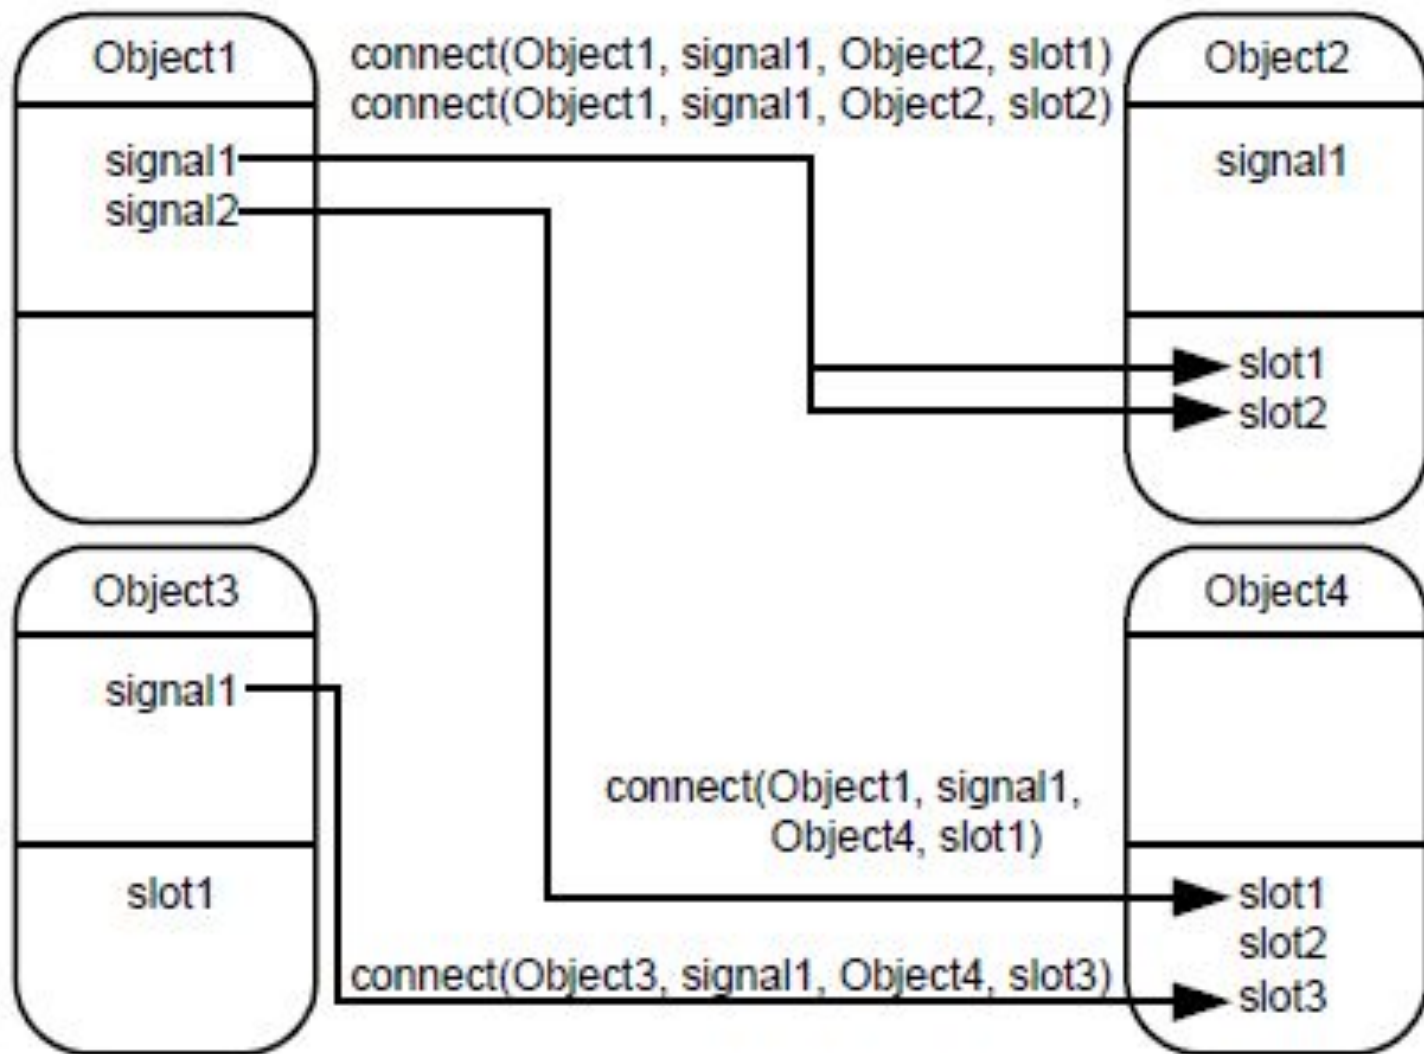 Object1
connect(Object1, signal1, Object2, slot1)
connect(Object1, signal1, Object2, slot2)
Object2
signal1
signal2
signal1
slot1
slot2
Object3
signal1
slot1
Object4
connect(Object1, signal1,
Object4, slot1)
slot1
slot2
slot3
connect(Object3, signal1, Object4, slot3)